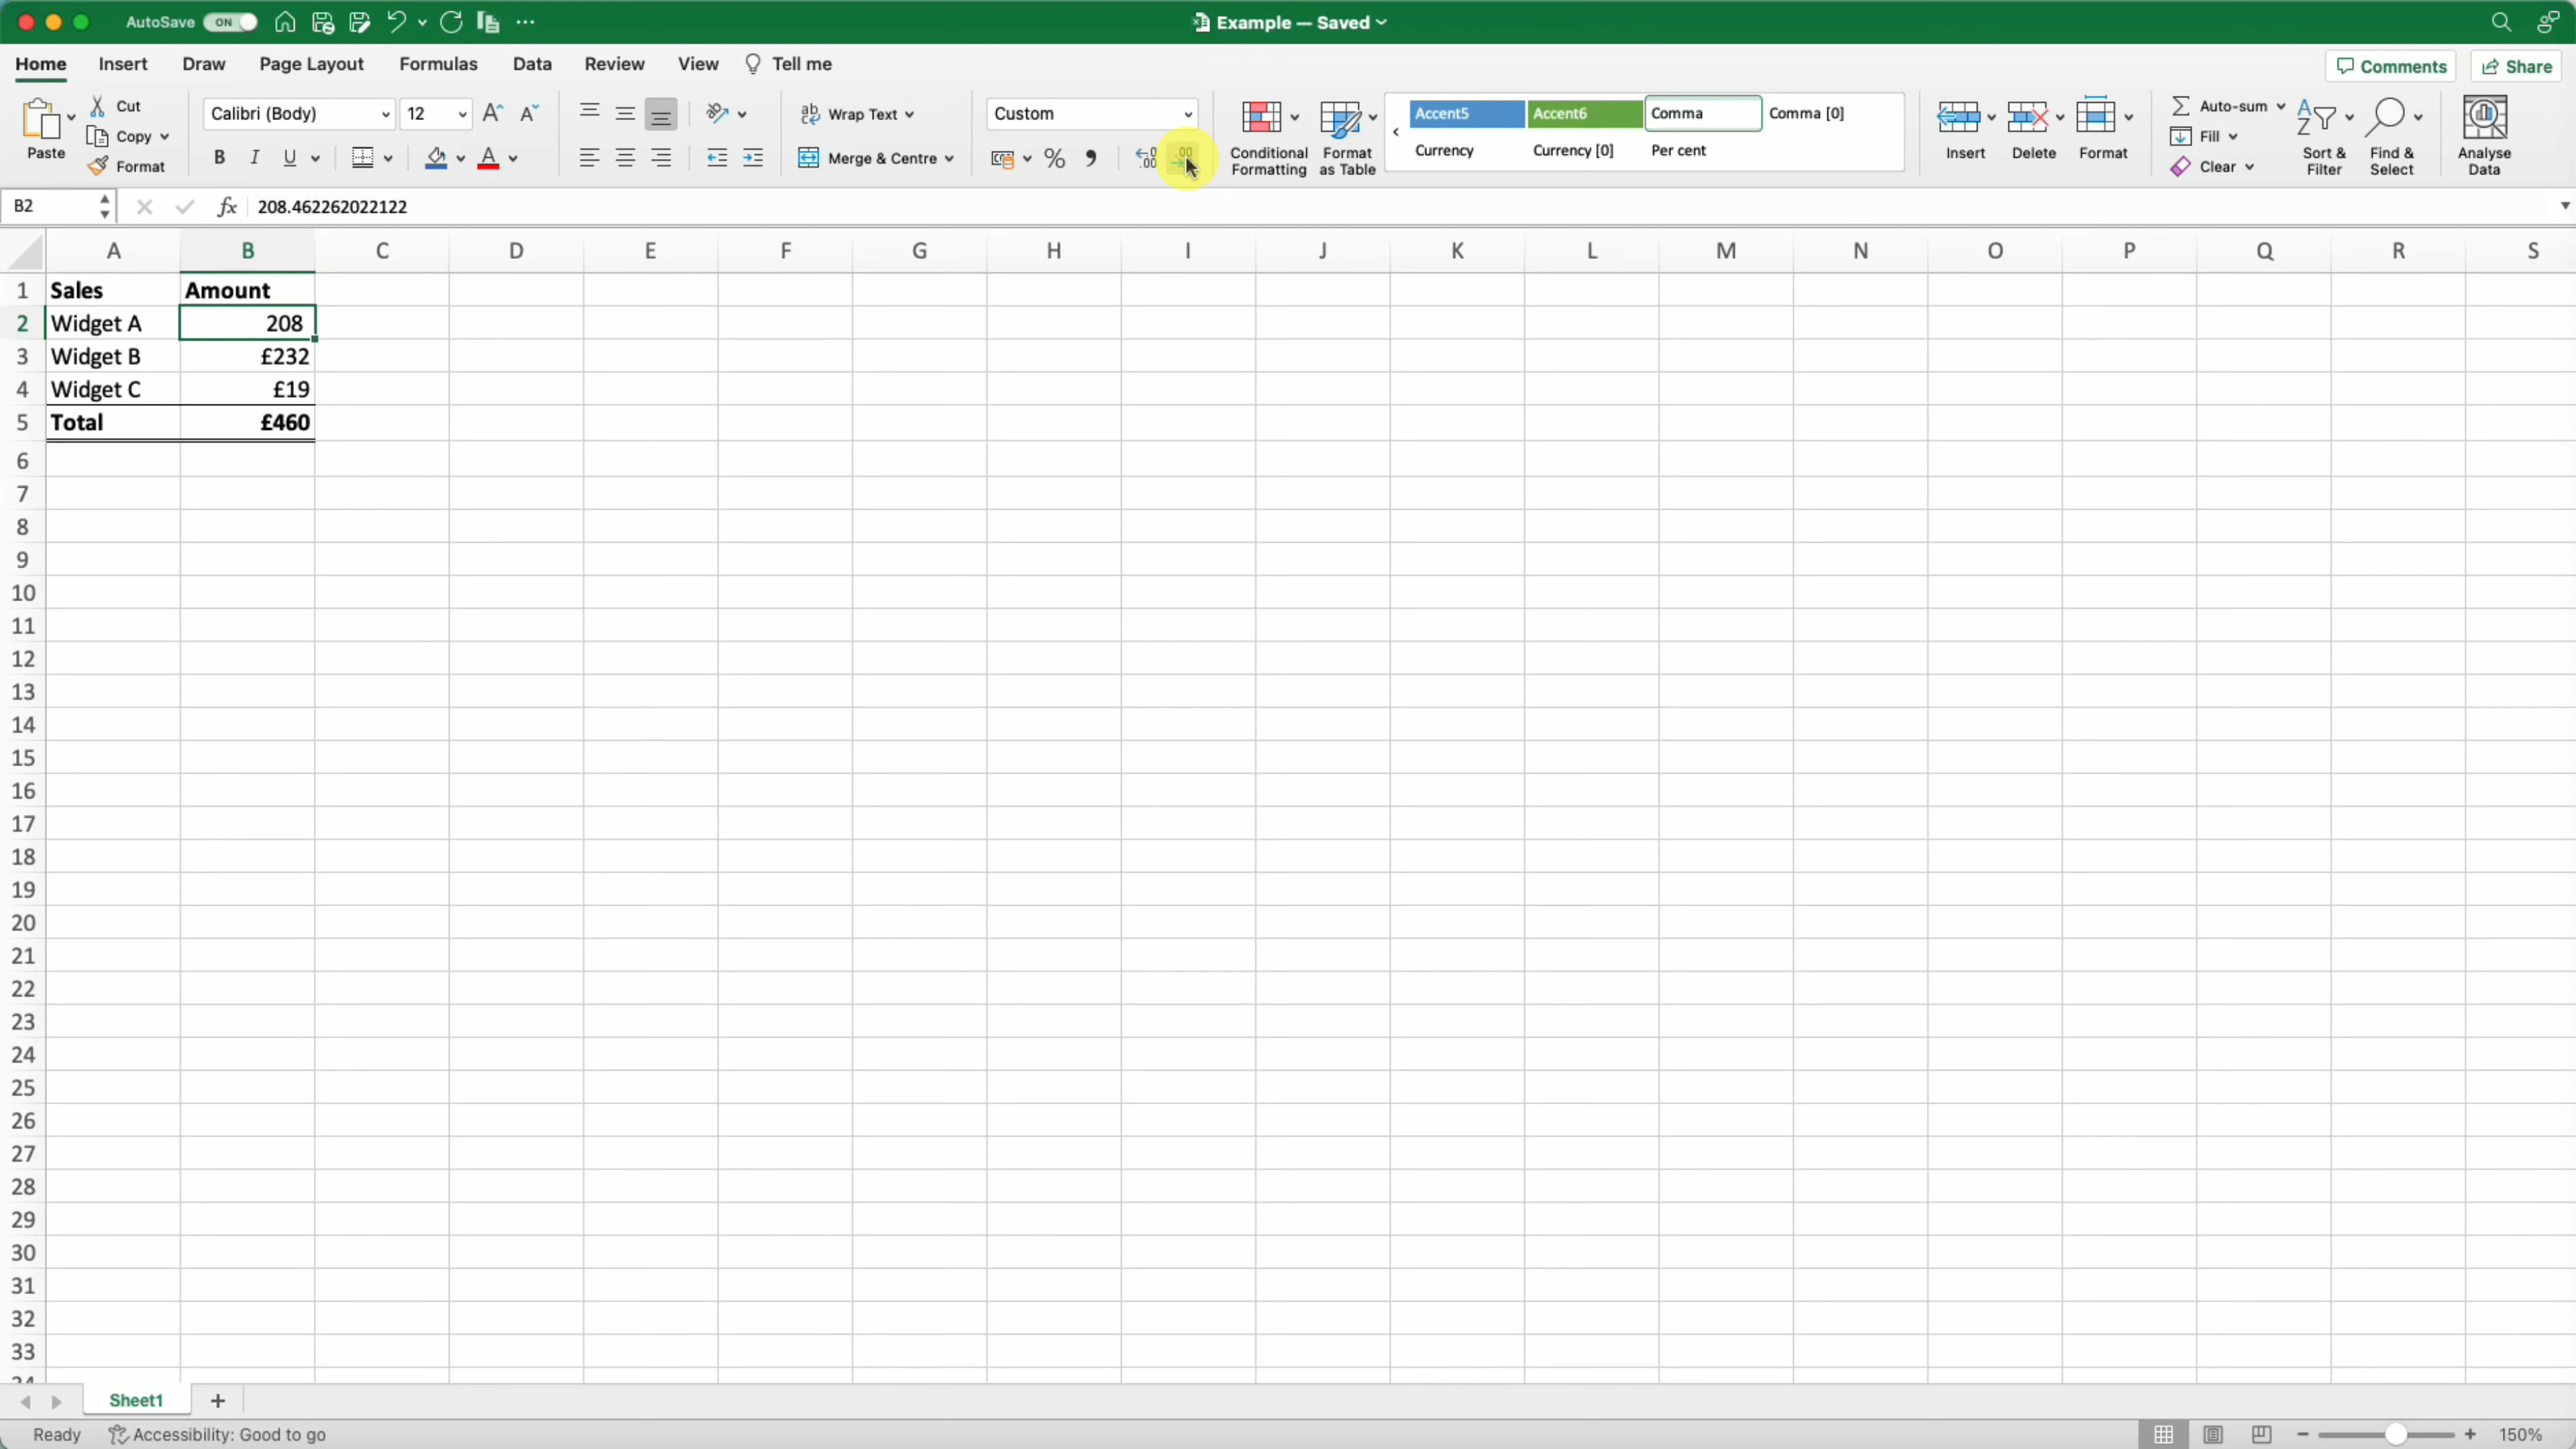 AutoSave ON Example — Saved
Home Insert Draw Page Layout Formulas Data Review View Tell me Comments Share
Paste Cut Copy Format
Calibri (Body) 12
B I U A
Wrap Text
Merge & Centre
Custom
% , .00
Conditional Formatting
Format as Table
Accent5 Accent6 Comma Comma [0]
Currency Currency [0] Per cent
Insert Delete Format
Auto-sum
Fill
Clear
Sort & Filter
Find & Select
Analyse Data
B2 fx 208.462262022122
A B C D E F G H I J K L M N O P Q R S
1 Sales Amount
2 Widget A 208
3 Widget B £232
4 Widget C £19
5 Total £460
6
7
8
9
10
11
12
13
14
15
16
17
18
19
20
21
22
23
24
25
26
27
28
29
30
31
32
33
Sheet1 +
Ready Accessibility: Good to go 150%